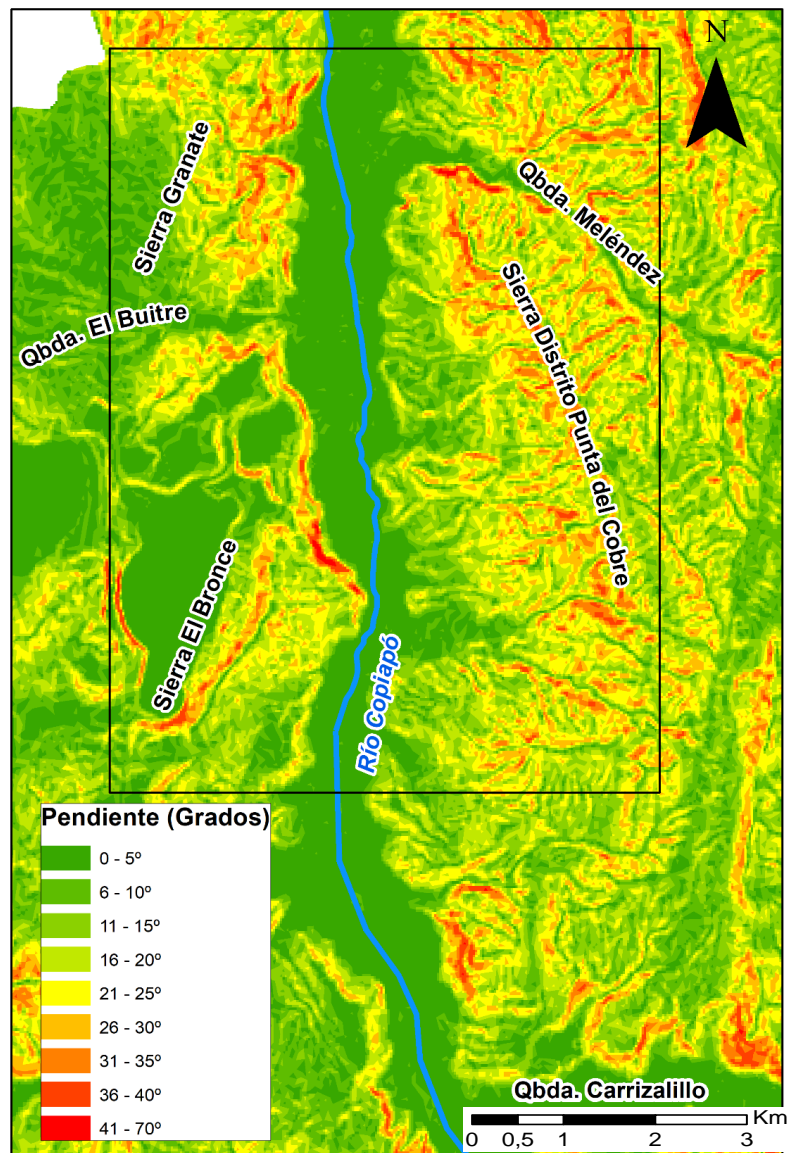 N
Sierra Granate
Qbda. Meléndez
Qbda. El Buitre
Sierra Distrito Punta del Cobre
Sierra El Bronce
Río Copiapó
Pendiente (Grados)
0 - 5º
6 - 10º
11 - 15º
16 - 20º
21 - 25º
26 - 30º
31 - 35º
36 - 40º
41 - 70º
Qbda. Carrizalillo
Km
0 0,5 1 2 3